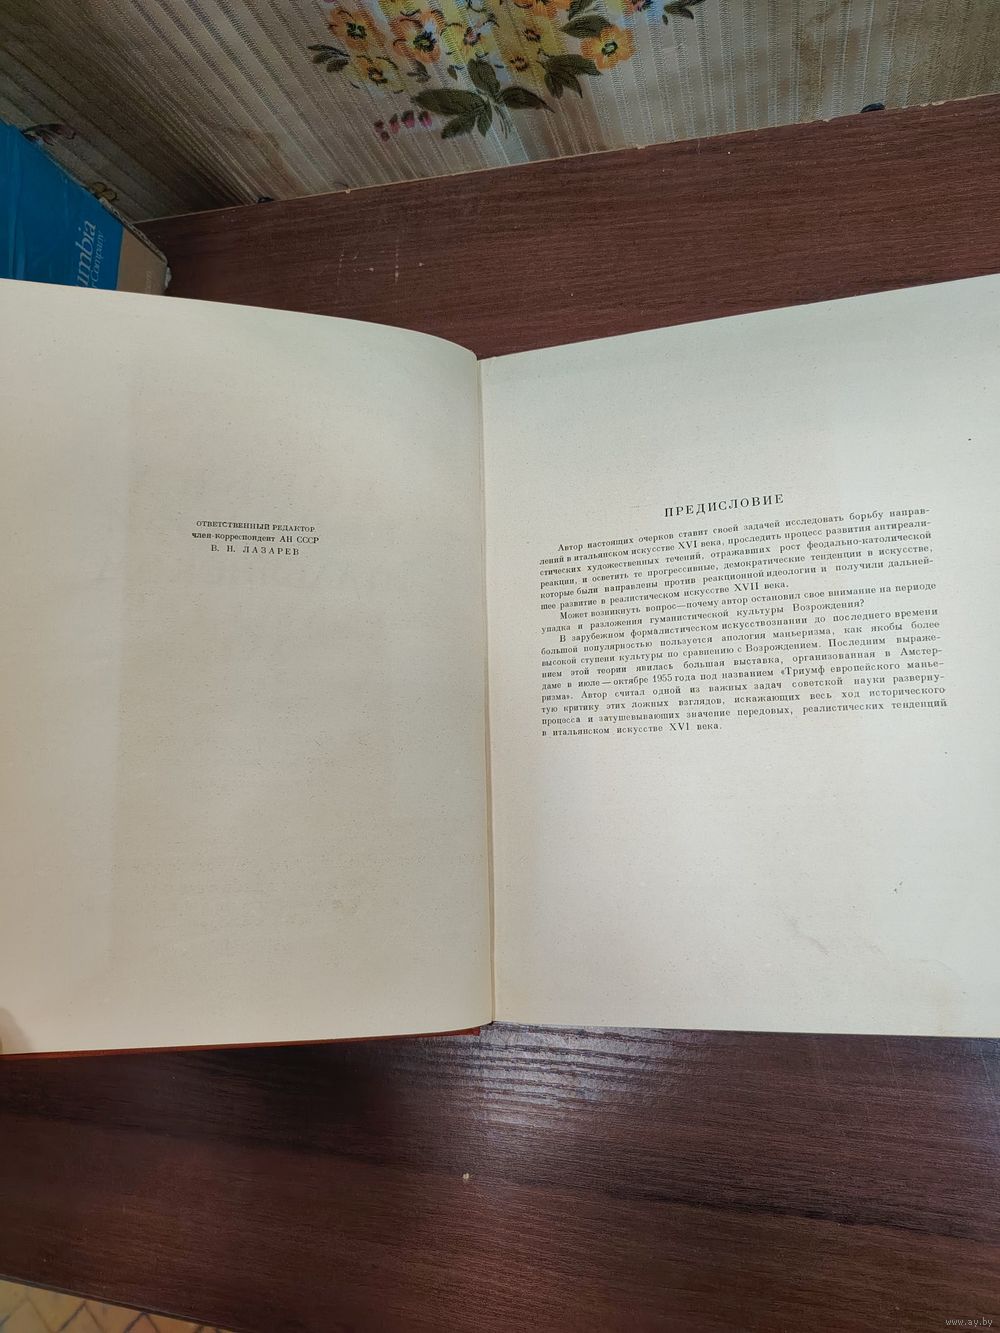 umbia
Company
ОТВЕТСТВЕННЫЙ РЕДАКТОР
член-корреспондент АН СССР
В. Н. ЛАЗАРЕВ
ПРЕДИСЛОВИЕ
Автор настоящих очерков ставит своей задачей исследовать борьбу направ-
лений в итальянском искусстве XVI века, проследить процесс развития антиреали-
стических художественных течений, отражавших рост феодально-католической
реакции, и осветить те прогрессивные, демократические тенденции в искусстве,
которые были направлены против реакционной идеологии и получили дальней-
шее развитие в реалистическом искусстве XVII века.
Может возникнуть вопрос—почему автор остановил свое внимание на периоде
упадка и разложения гуманистической культуры Возрождения?
В зарубежном формалистическом искусствознании до последнего времени
большой популярностью пользуется апология маньеризма, как якобы более
высокой ступени культуры по сравнению с Возрождением. Последним выраже-
нием этой теории явилась большая выставка, организованная в Амстер-
даме в июле—октябре 1955 года под названием «Триумф европейского манье-
ризма». Автор считал одной из важных задач советской науки разверну-
тую критику этих ложных взглядов, искажающих весь ход исторического
процесса и затушевывающих значение передовых, реалистических тенденций
в итальянском искусстве XVI века.
www.ay.by